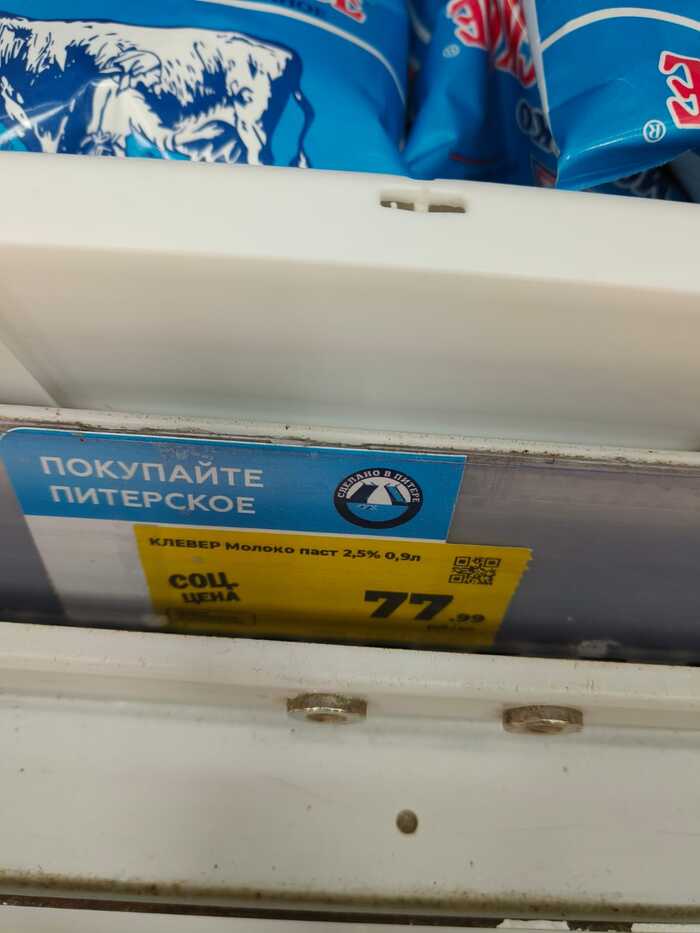 ®
ПОКУПАЙТЕ
ПИТЕРСКОЕ
СДЕЛАНО В ПИТЕРЕ
КЛЕВЕР Молоко паст 2,5% 0,9л
СОЦ.
ЦЕНА
77.99